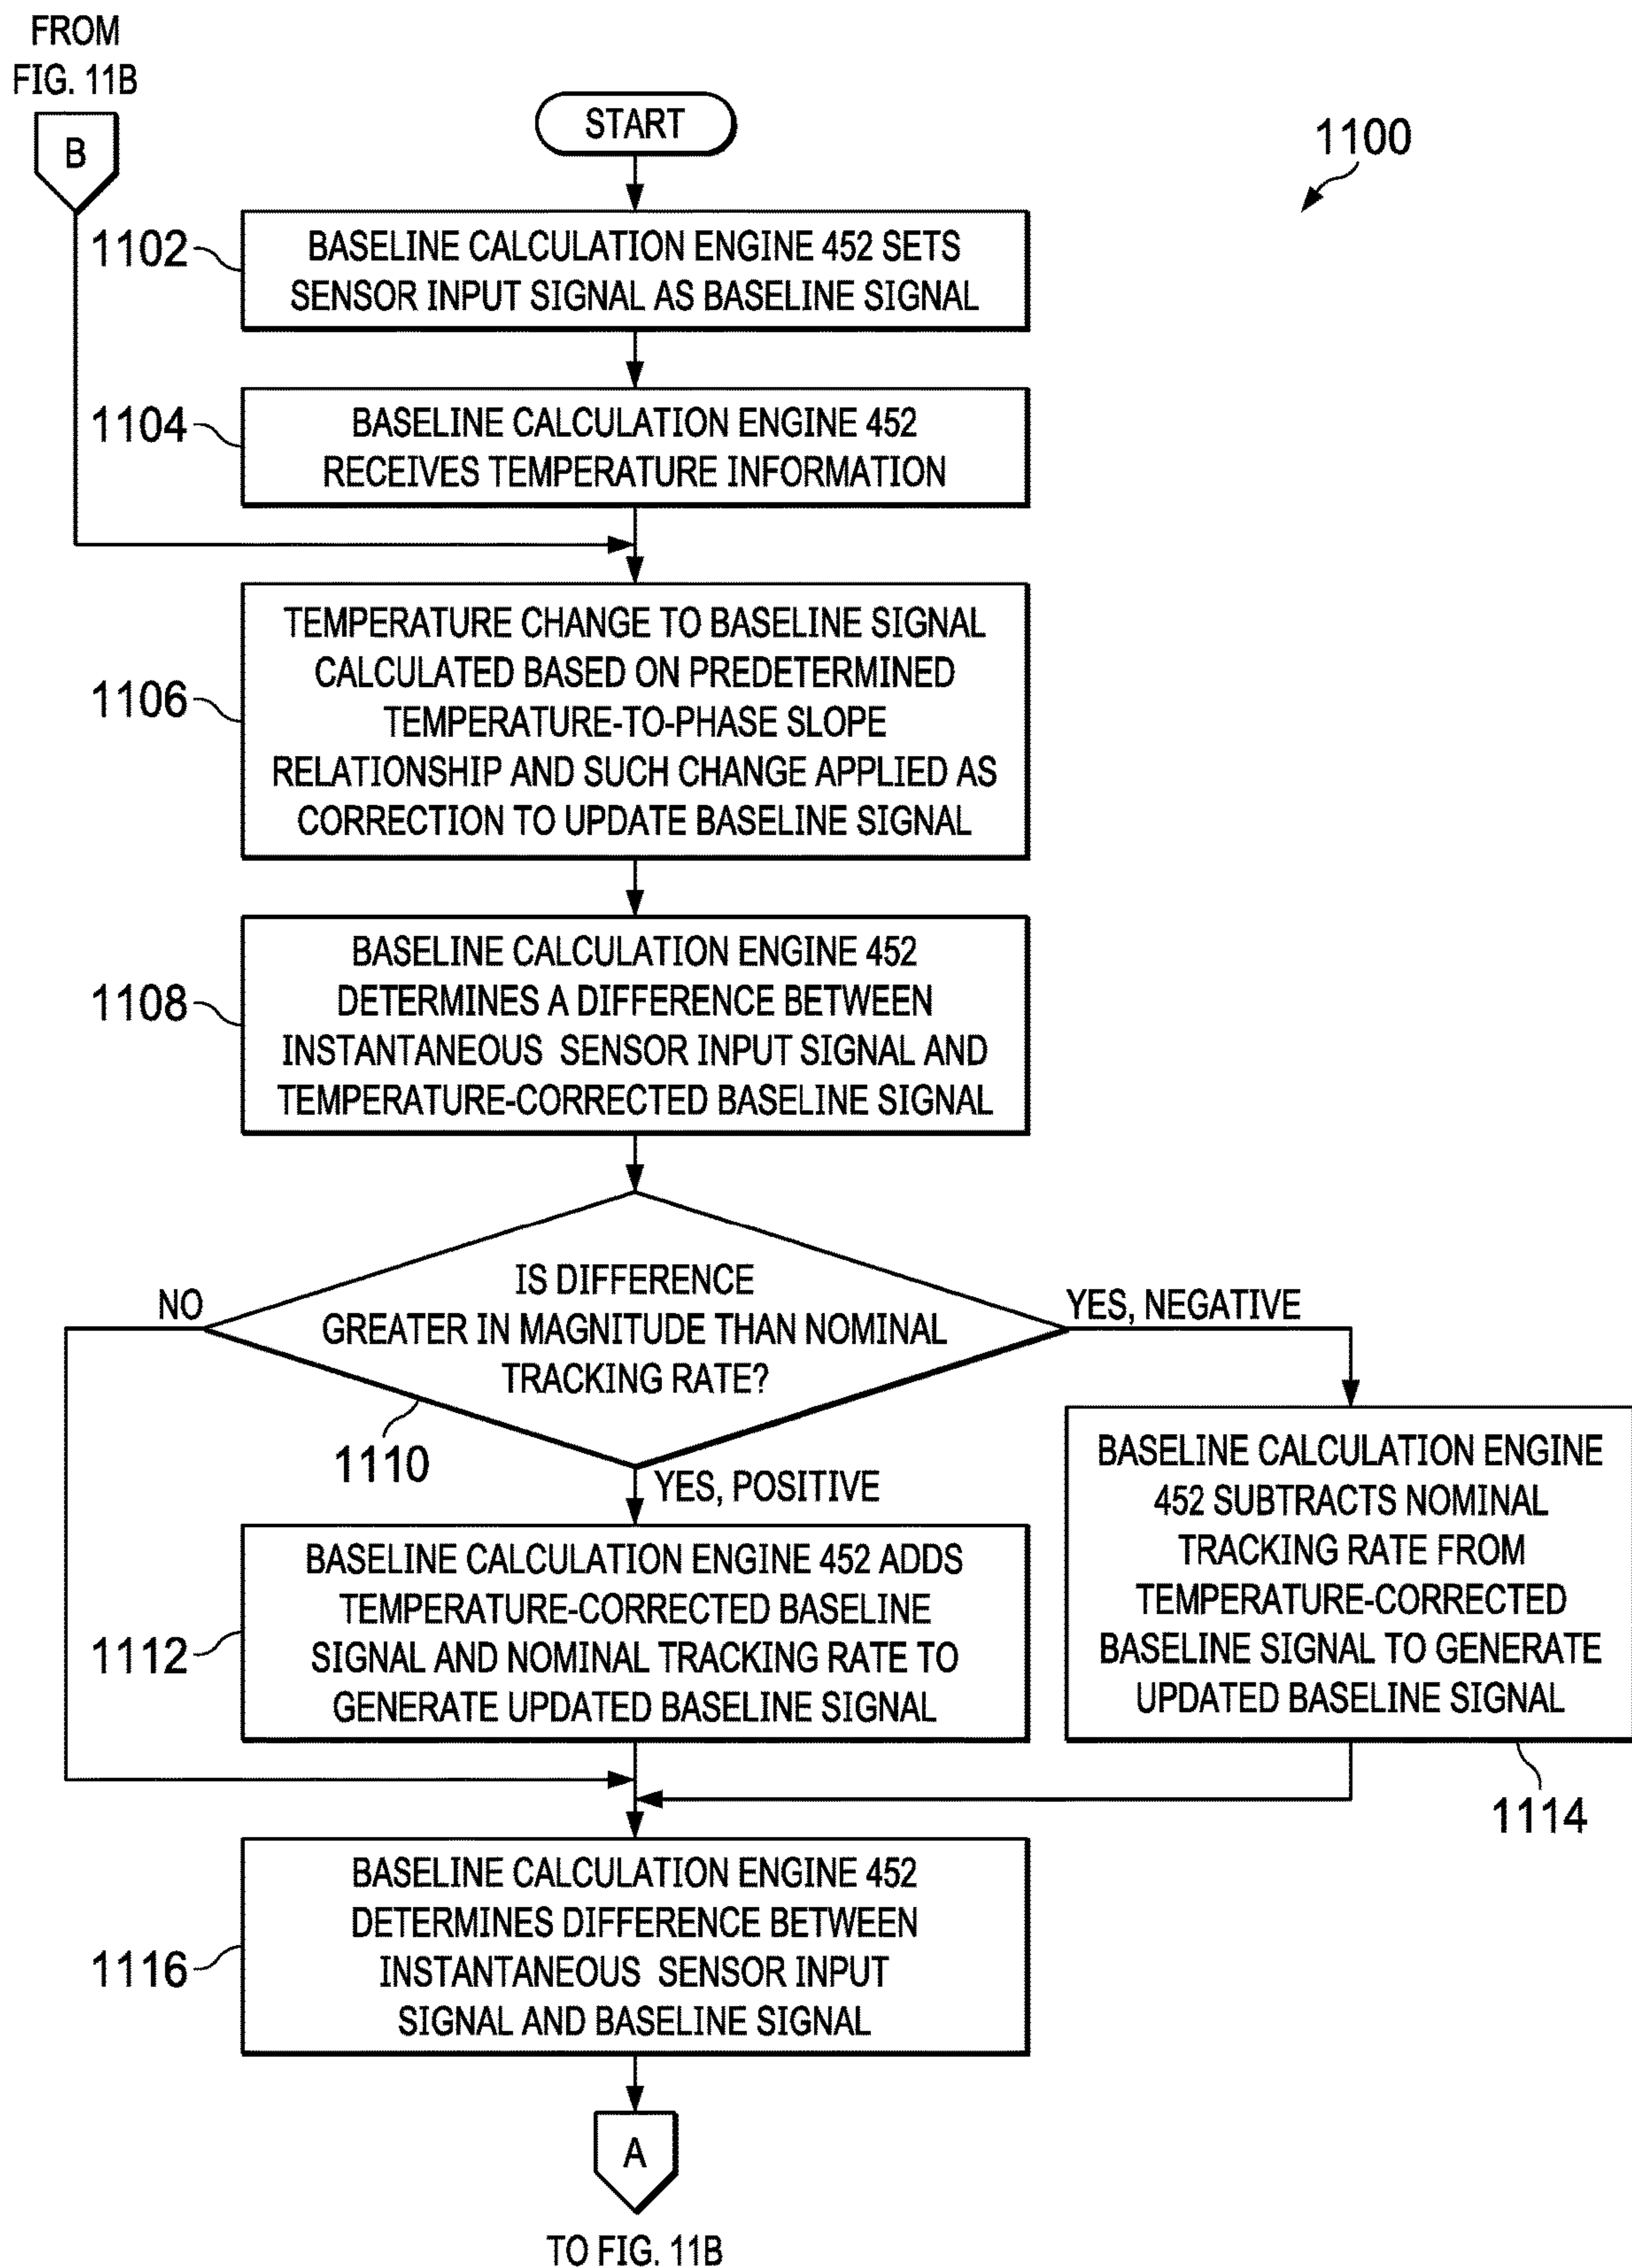 FROM
FIG. 11B
B
START
1100
1102
BASELINE CALCULATION ENGINE 452 SETS
SENSOR INPUT SIGNAL AS BASELINE SIGNAL
1104
BASELINE CALCULATION ENGINE 452
RECEIVES TEMPERATURE INFORMATION
1106
TEMPERATURE CHANGE TO BASELINE SIGNAL
CALCULATED BASED ON PREDETERMINED
TEMPERATURE-TO-PHASE SLOPE
RELATIONSHIP AND SUCH CHANGE APPLIED AS
CORRECTION TO UPDATE BASELINE SIGNAL
1108
BASELINE CALCULATION ENGINE 452
DETERMINES A DIFFERENCE BETWEEN
INSTANTANEOUS SENSOR INPUT SIGNAL AND
TEMPERATURE-CORRECTED BASELINE SIGNAL
NO
IS DIFFERENCE
GREATER IN MAGNITUDE THAN NOMINAL
TRACKING RATE?
1110
YES, NEGATIVE
YES, POSITIVE
1112
BASELINE CALCULATION ENGINE 452 ADDS
TEMPERATURE-CORRECTED BASELINE
SIGNAL AND NOMINAL TRACKING RATE TO
GENERATE UPDATED BASELINE SIGNAL
BASELINE CALCULATION ENGINE
452 SUBTRACTS NOMINAL
TRACKING RATE FROM
TEMPERATURE-CORRECTED
BASELINE SIGNAL TO GENERATE
UPDATED BASELINE SIGNAL
1114
1116
BASELINE CALCULATION ENGINE 452
DETERMINES DIFFERENCE BETWEEN
INSTANTANEOUS SENSOR INPUT
SIGNAL AND BASELINE SIGNAL
A
TO FIG. 11B